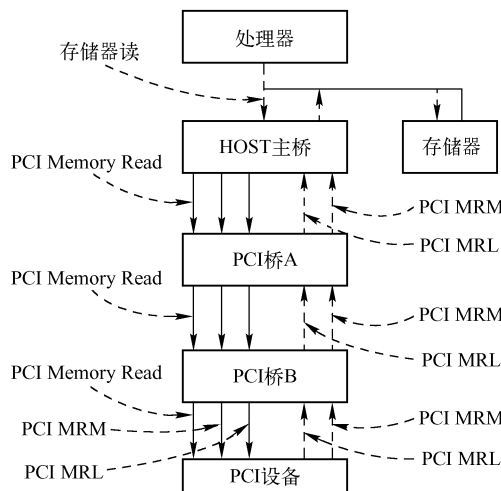 处理器
存储器读
HOST主桥
存储器
PCI Memory Read
PCI MRM
PCI MRL
PCI桥A
PCI Memory Read
PCI MRM
PCI MRL
PCI桥B
PCI Memory Read
PCI MRM
PCI MRM
PCI MRL
PCI MRL
PCI设备